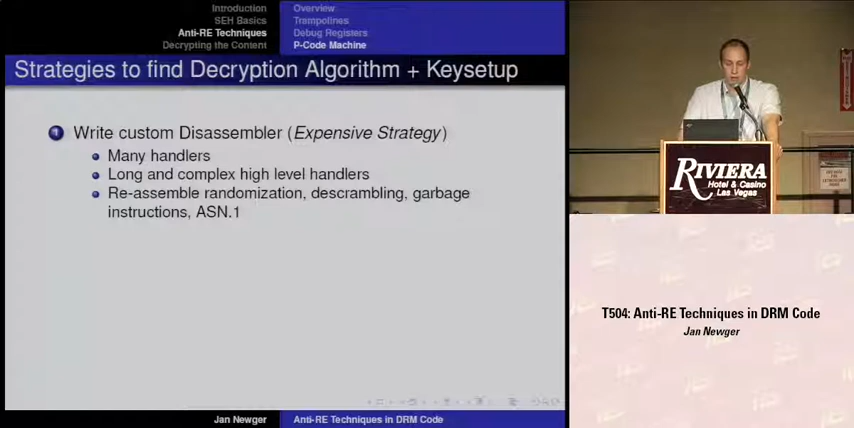 Introduction
SEH Basics
Anti-RE Techniques
Decrypting the Content
Overview
Trampolines
Debug Registers
P-Code Machine
Strategies to find Decryption Algorithm + Keysetup
1 Write custom Disassembler (Expensive Strategy)
Many handlers
Long and complex high level handlers
Re-assemble randomization, descrambling, garbage
instructions, ASN.1
Jan Newger
Anti-RE Techniques in DRM Code
RIVIERA
Hotel & Casino
Las Vegas
T504: Anti-RE Techniques in DRM Code
Jan Newger